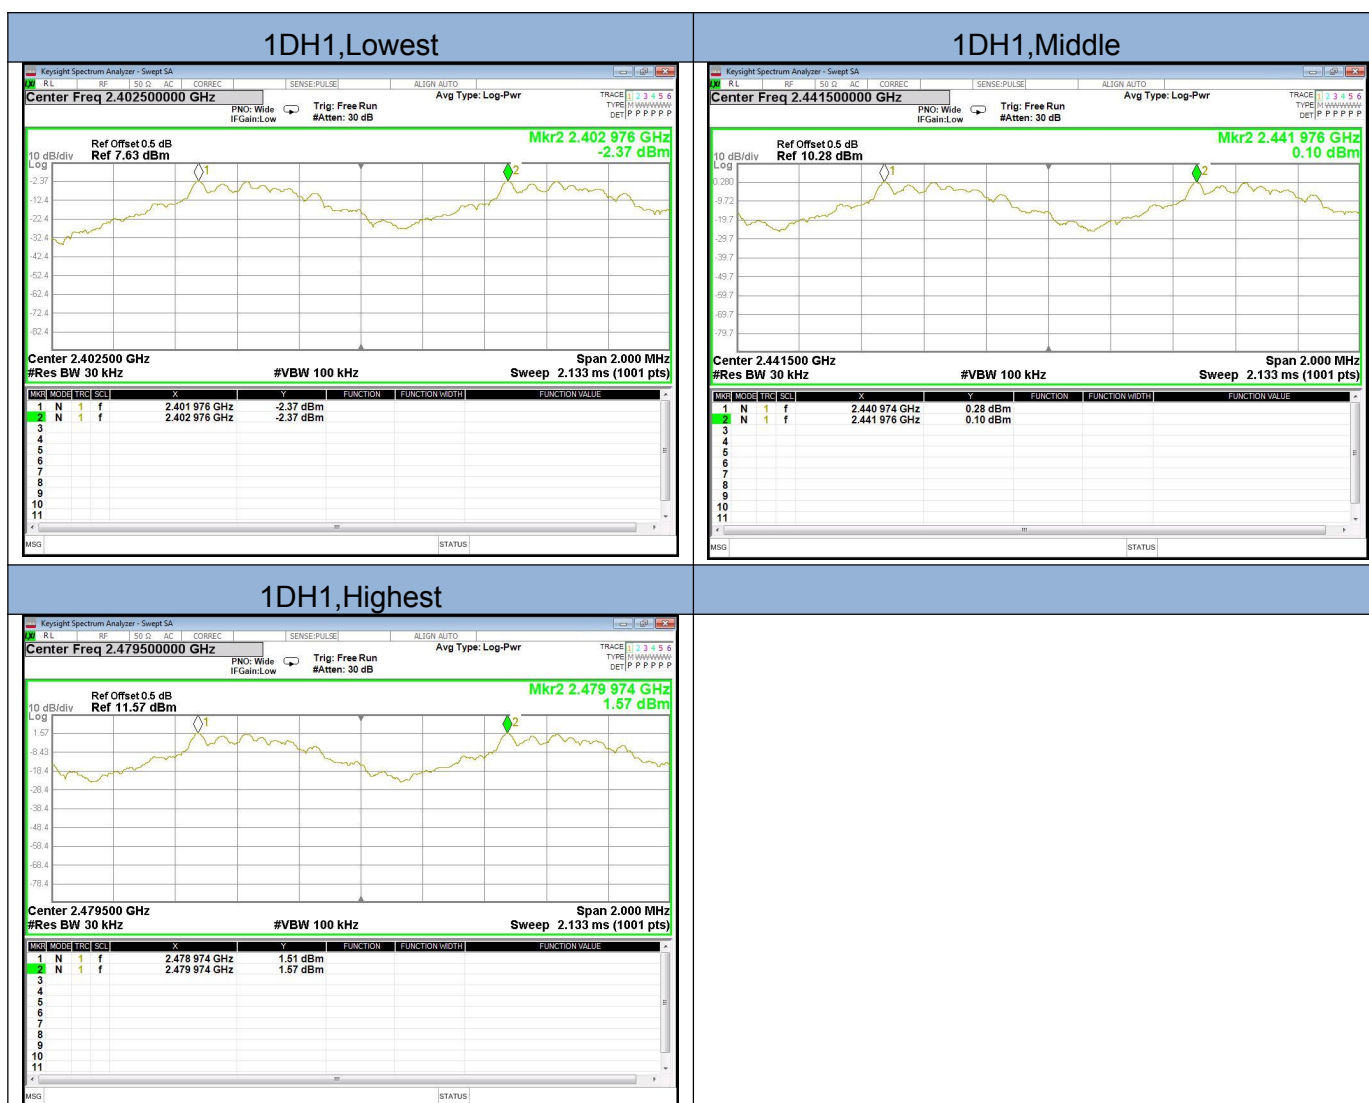 1DH1,Lowest
Keysight Spectrum Analyzer - Swept SA
LXI RL RF 50 Ω AC CORREC SENSE:PULSE ALIGN AUTO
Center Freq 2.402500000 GHz Avg Type: Log-Pwr TRACE 1 2 3 4 5 6
PNO: Wide Trig: Free Run TYPE M WWWWW
IFGain:Low #Atten: 30 dB DET P P P P P P
Mkr2 2.402 976 GHz
Ref Offset 0.5 dB
10 dB/div Ref 7.63 dBm -2.37 dBm
Log
1 2
-2.37
-12.4
-22.4
-32.4
-42.4
-52.4
-62.4
-72.4
-82.4
Center 2.402500 GHz Span 2.000 MHz
#Res BW 30 kHz #VBW 100 kHz Sweep 2.133 ms (1001 pts)
MKR MODE TRC SCL X Y FUNCTION FUNCTION WIDTH FUNCTION VALUE
1 N 1 f 2.401 976 GHz -2.37 dBm
2 N 1 f 2.402 976 GHz -2.37 dBm
3
4
5
6
7
8
9
10
11
MSG STATUS
1DH1,Middle
Keysight Spectrum Analyzer - Swept SA
LXI RL RF 50 Ω AC CORREC SENSE:PULSE ALIGN AUTO
Center Freq 2.441500000 GHz Avg Type: Log-Pwr TRACE 1 2 3 4 5 6
PNO: Wide Trig: Free Run TYPE M WWWWW
IFGain:Low #Atten: 30 dB DET P P P P P P
Mkr2 2.441 976 GHz
Ref Offset 0.5 dB
10 dB/div Ref 10.28 dBm 0.10 dBm
Log
1 2
0.280
-9.72
-19.7
-29.7
-39.7
-49.7
-59.7
-69.7
-79.7
Center 2.441500 GHz Span 2.000 MHz
#Res BW 30 kHz #VBW 100 kHz Sweep 2.133 ms (1001 pts)
MKR MODE TRC SCL X Y FUNCTION FUNCTION WIDTH FUNCTION VALUE
1 N 1 f 2.440 974 GHz 0.28 dBm
2 N 1 f 2.441 976 GHz 0.10 dBm
3
4
5
6
7
8
9
10
11
MSG STATUS
1DH1,Highest
Keysight Spectrum Analyzer - Swept SA
LXI RL RF 50 Ω AC CORREC SENSE:PULSE ALIGN AUTO
Center Freq 2.479500000 GHz Avg Type: Log-Pwr TRACE 1 2 3 4 5 6
PNO: Wide Trig: Free Run TYPE M WWWWW
IFGain:Low #Atten: 30 dB DET P P P P P P
Mkr2 2.479 974 GHz
Ref Offset 0.5 dB
10 dB/div Ref 11.57 dBm 1.57 dBm
Log
1 2
1.57
-8.43
-18.4
-28.4
-38.4
-48.4
-58.4
-68.4
-78.4
Center 2.479500 GHz Span 2.000 MHz
#Res BW 30 kHz #VBW 100 kHz Sweep 2.133 ms (1001 pts)
MKR MODE TRC SCL X Y FUNCTION FUNCTION WIDTH FUNCTION VALUE
1 N 1 f 2.478 974 GHz 1.51 dBm
2 N 1 f 2.479 974 GHz 1.57 dBm
3
4
5
6
7
8
9
10
11
MSG STATUS